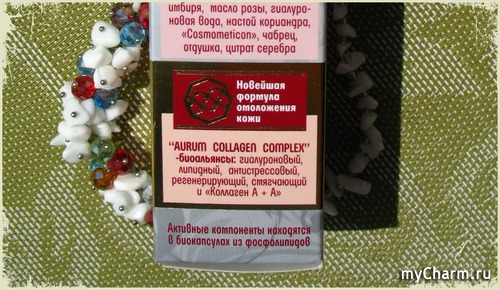 имбиря, масло розы, гиалуро-
новая вода, настой кориандра,
«Cosmometicon», чабрец,
отдушка, цитрат серебра
Новейшая
формула
омоложения
кожи
"AURUM COLLAGEN COMPLEX"
-биоальянсы: гиалуроновый,
липидный, антистрессовый,
регенерирующий, смягчающий
и «Коллаген А + А»
Активные компоненты находятся
в биокапсулах из фосфолипидов
myCharm.ru